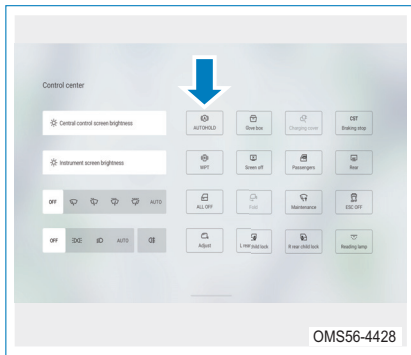 Control center
Central control screen brightness
AUTOHOLD
Glove box
Charging cover
CST
Braking stop
Instrument screen brightness
WPT
Screen off
Passengers
Rear
OFF
AUTO
ALL OFF
Fold
Maintenance
ESC OFF
OFF
AUTO
Adjust
L rear child lock
R rear child lock
Reading lamp
OMS56-4428